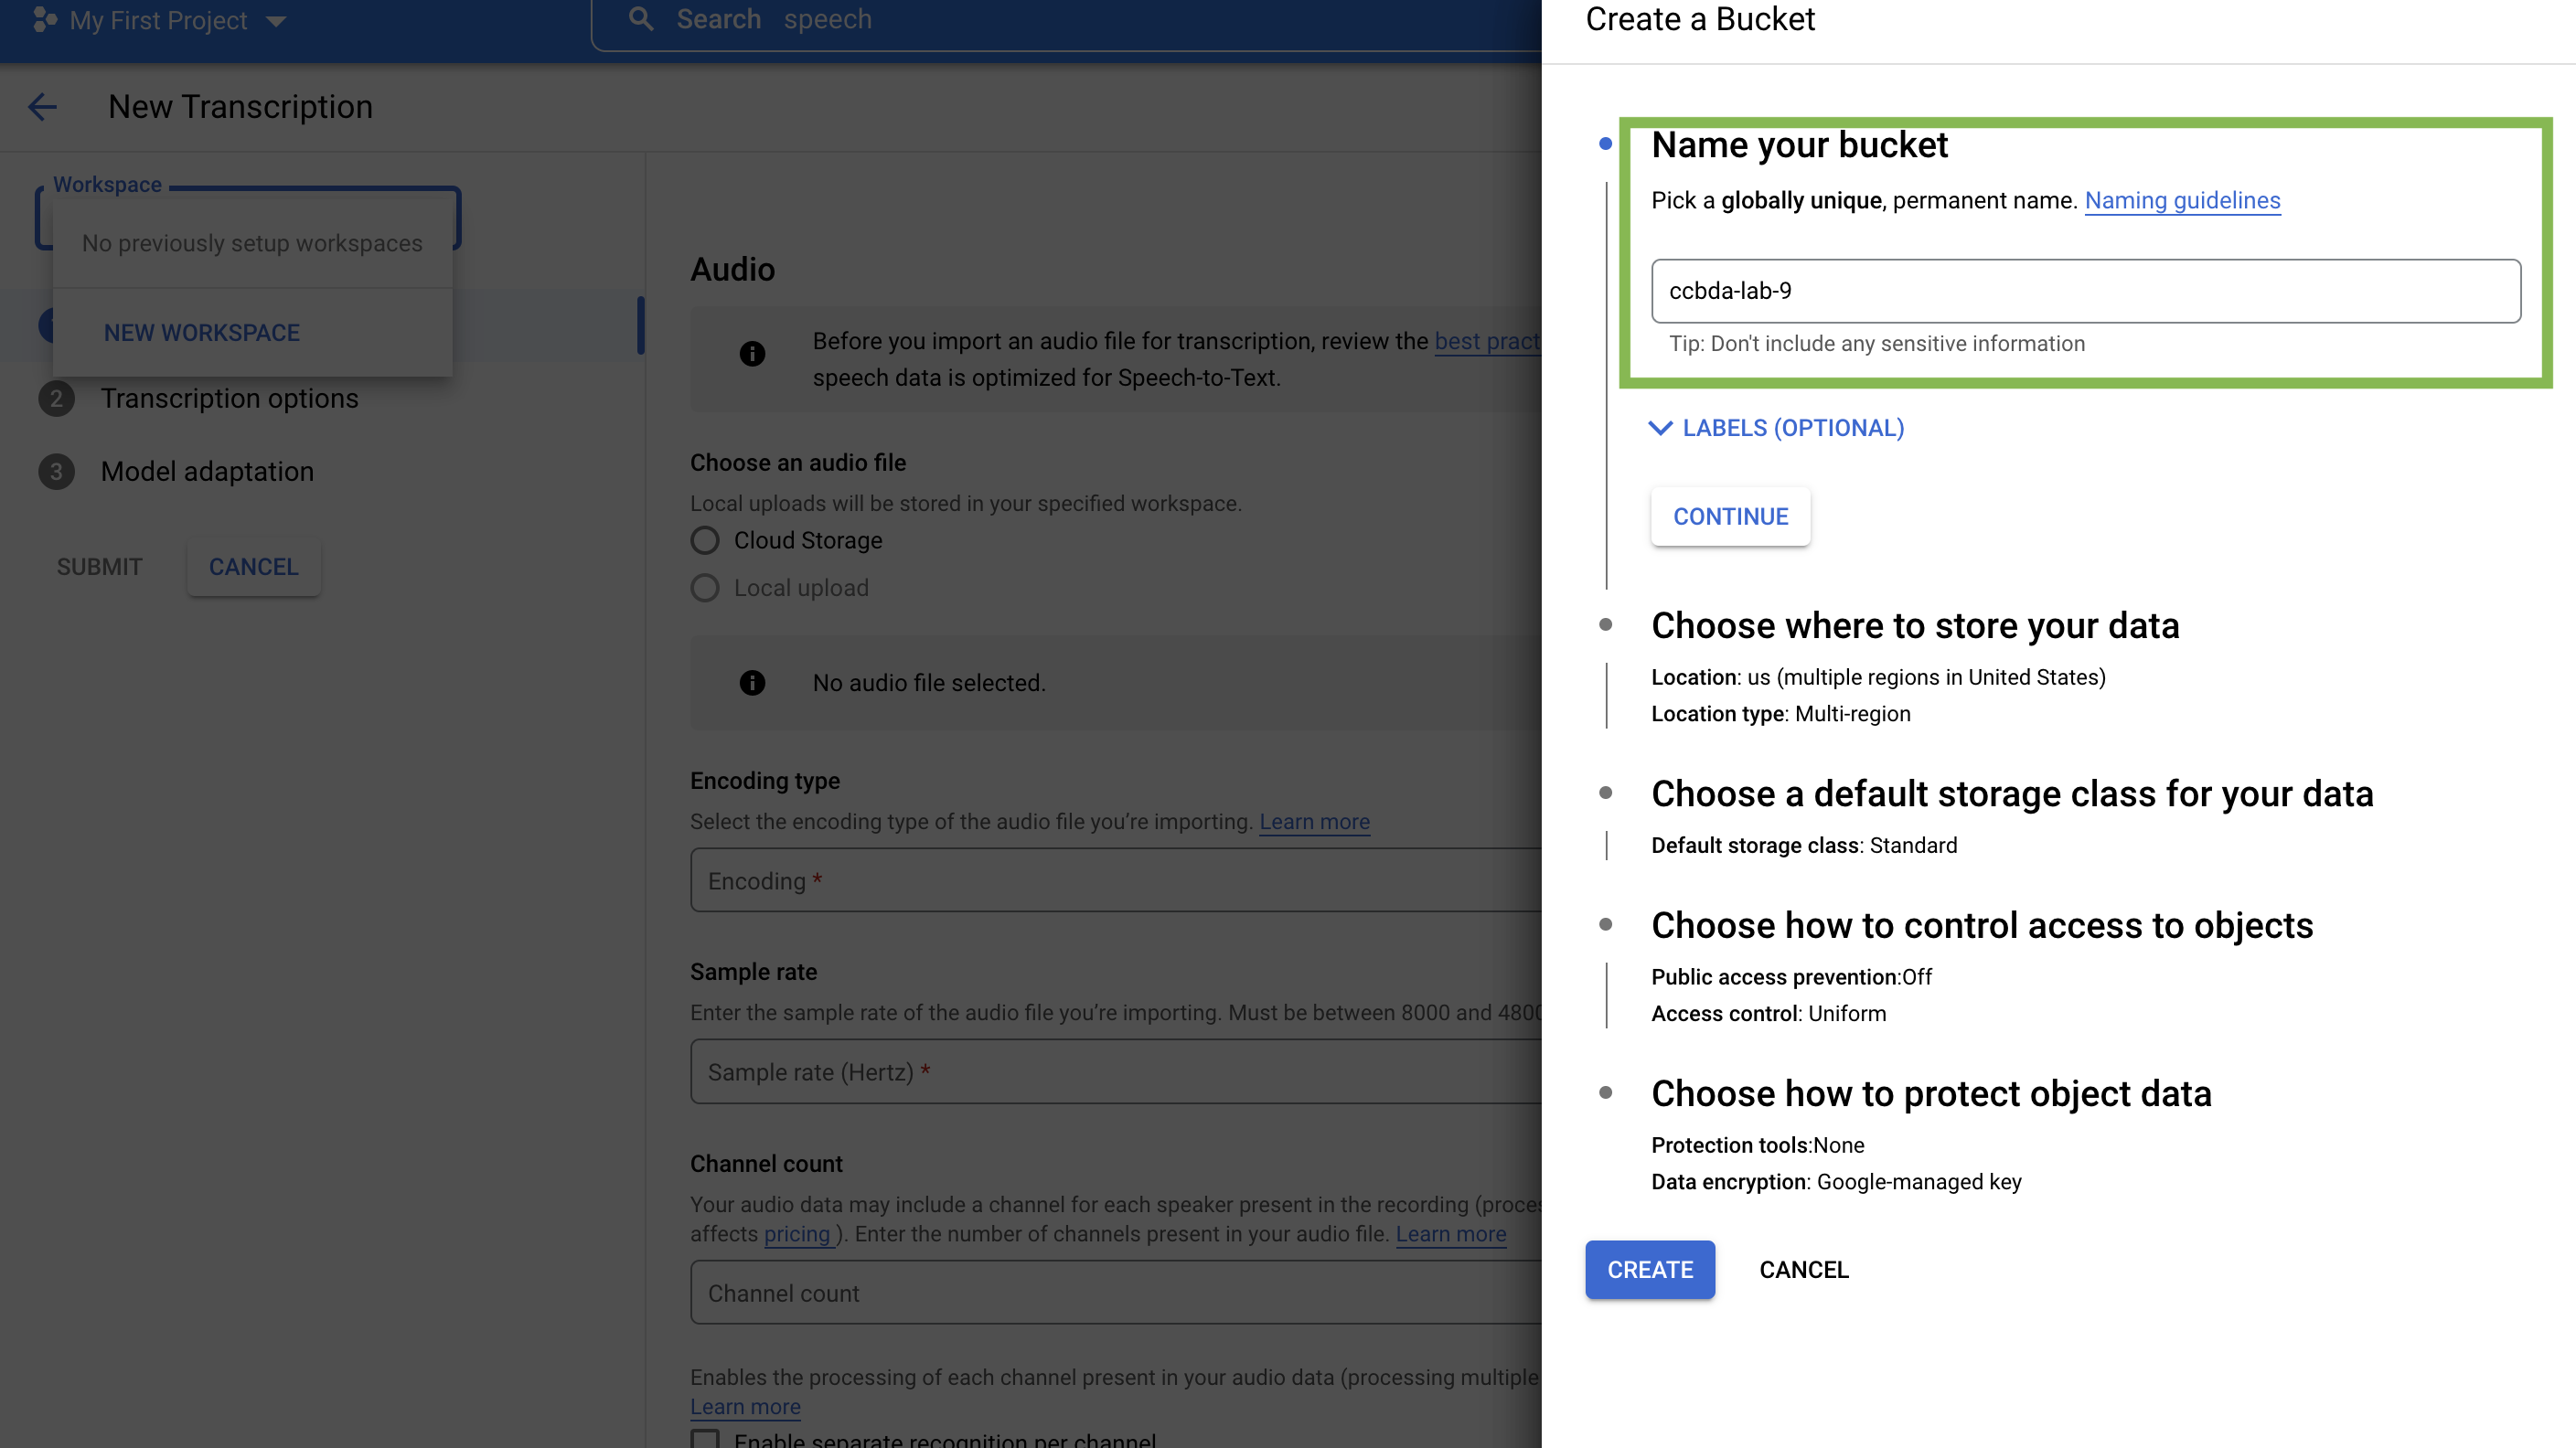 My First Project
Search speech
New Transcription
Workspace
No previously setup workspaces
NEW WORKSPACE
2 Transcription options
3 Model adaptation
SUBMIT CANCEL
Audio
Before you import an audio file for transcription, review the best pract
speech data is optimized for Speech-to-Text.
Choose an audio file
Local uploads will be stored in your specified workspace.
Cloud Storage
Local upload
No audio file selected.
Encoding type
Select the encoding type of the audio file you’re importing. Learn more
Encoding *
Sample rate
Enter the sample rate of the audio file you’re importing. Must be between 8000 and 4800
Sample rate (Hertz) *
Channel count
Your audio data may include a channel for each speaker present in the recording (proces
affects pricing ). Enter the number of channels present in your audio file. Learn more
Channel count
Enables the processing of each channel present in your audio data (processing multiple
Learn more
Enable separate recognition per channel
Create a Bucket
Name your bucket
Pick a globally unique, permanent name. Naming guidelines
ccbda-lab-9
Tip: Don't include any sensitive information
LABELS (OPTIONAL)
CONTINUE
Choose where to store your data
Location: us (multiple regions in United States)
Location type: Multi-region
Choose a default storage class for your data
Default storage class: Standard
Choose how to control access to objects
Public access prevention:Off
Access control: Uniform
Choose how to protect object data
Protection tools:None
Data encryption: Google-managed key
CREATE CANCEL